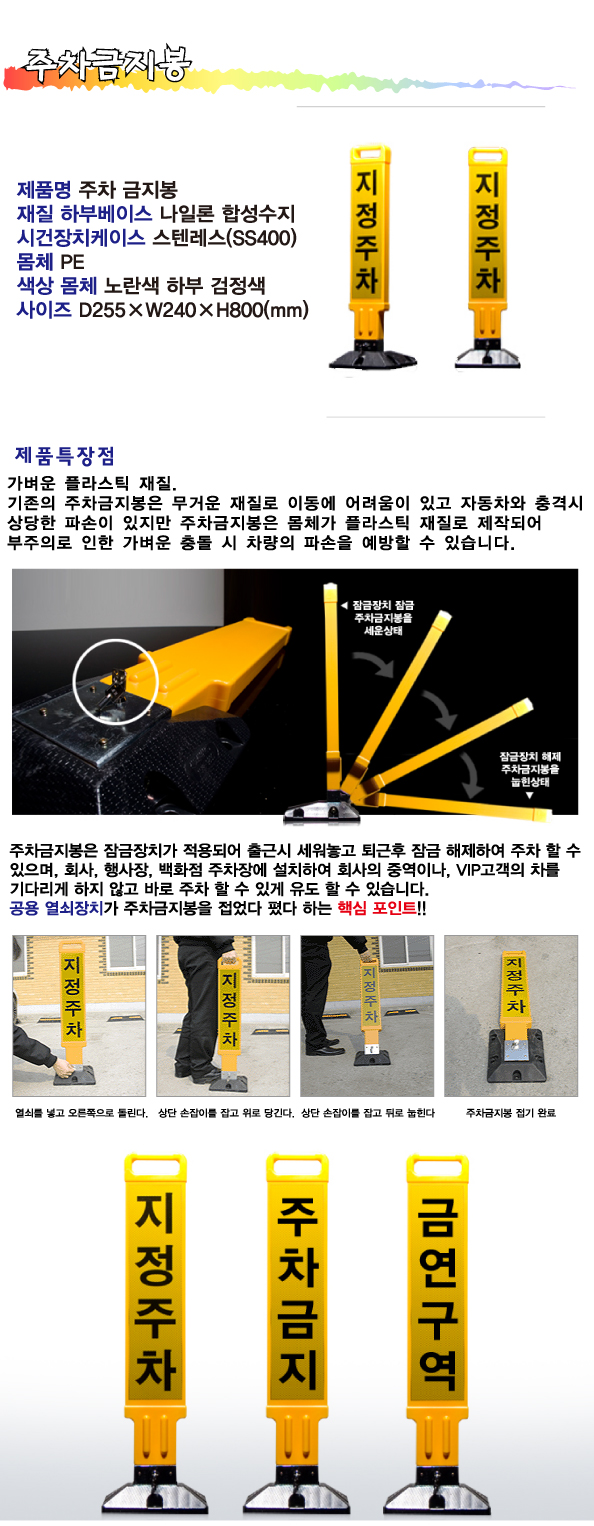 주차금지봉
제품명 주차 금지봉
재질 하부베이스 나일론 합성수지
시건장치케이스 스텐레스(SS400)
몸체 PE
색상 몸체 노란색 하부 검정색
사이즈 D255×W240×H800(mm)
지정주차
지정주차
제품특장점
가벼운 플라스틱 재질.
기존의 주차금지봉은 무거운 재질로 이동에 어려움이 있고 자동차와 충격시
상당한 파손이 있지만 주차금지봉은 몸체가 플라스틱 재질로 제작되어
부주의로 인한 가벼운 충돌 시 차량의 파손을 예방할 수 있습니다.
◀ 잠금장치 잠금
주차금지봉을
세운상태
잠금장치 해제
주차금지봉을
눕힌상태
▼
주차금지봉은 잠금장치가 적용되어 출근시 세워놓고 퇴근후 잠금 해제하여 주차 할 수
있으며, 회사, 행사장, 백화점 주차장에 설치하여 회사의 중역이나, VIP고객의 차를
기다리게 하지 않고 바로 주차 할 수 있게 유도 할 수 있습니다.
공용 열쇠장치가 주차금지봉을 접었다 폈다 하는 핵심 포인트!!
지정주차
지정주차
지정주차
지정주차
열쇠를 넣고 오른쪽으로 돌린다.
상단 손잡이를 잡고 위로 당긴다.
상단 손잡이를 잡고 뒤로 눕힌다
주차금지봉 접기 완료
지정주차
주차금지
금연구역